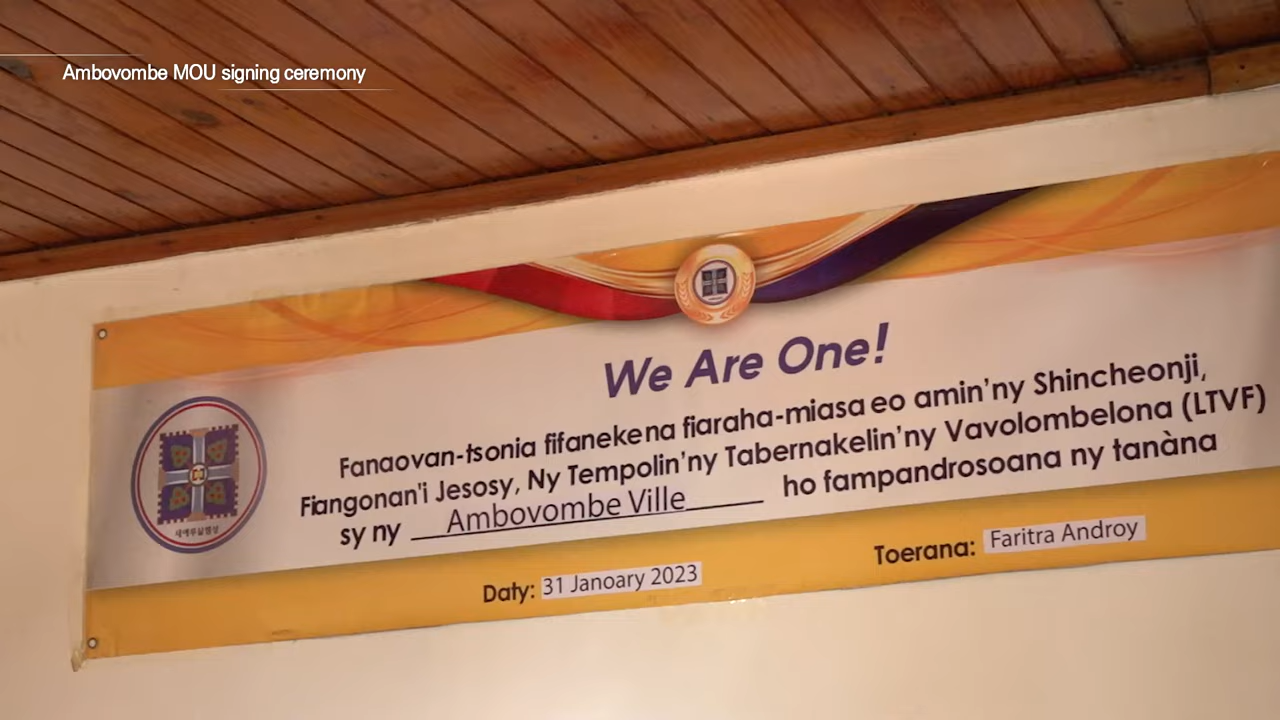 Ambovombe MOU signing ceremony
We Are One!
Fanaovan-tsonia fifanekena fiaraha-miasa eo amin'ny Shincheonji,
Fiangonan'i Jesosy, Ny Tempolin'ny Tabernakelin'ny Vavolombelona (LTVF)
sy ny Ambovombe Ville ho fampandrosoana ny tanàna
Daty: 31 Janoary 2023
Toerana: Faritra Androy